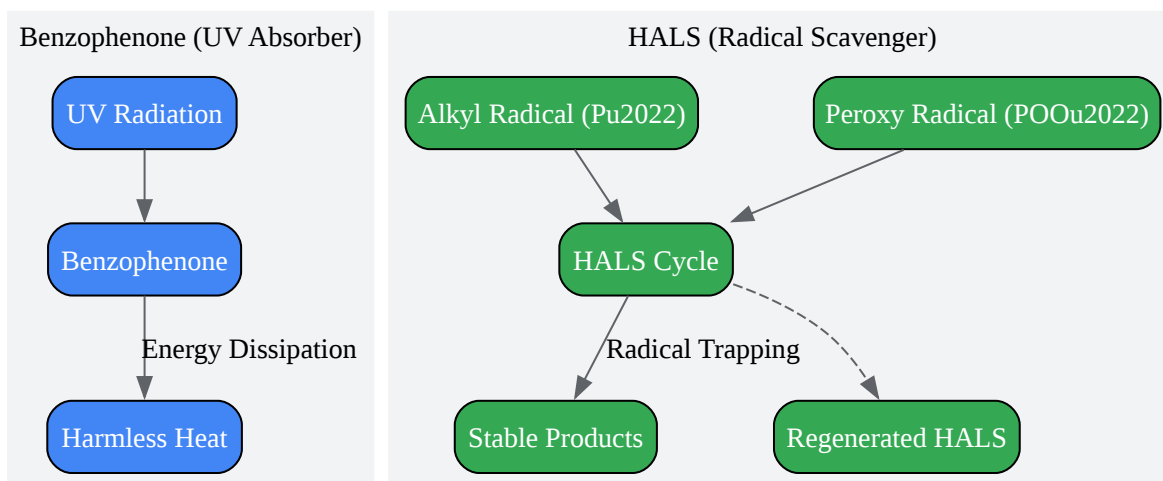 Benzophenone (UV Absorber)
UV Radiation
Benzophenone
Energy Dissipation
Harmless Heat
HALS (Radical Scavenger)
Alkyl Radical (Pu2022)
Peroxy Radical (POOu2022)
HALS Cycle
Radical Trapping
Stable Products
Regenerated HALS